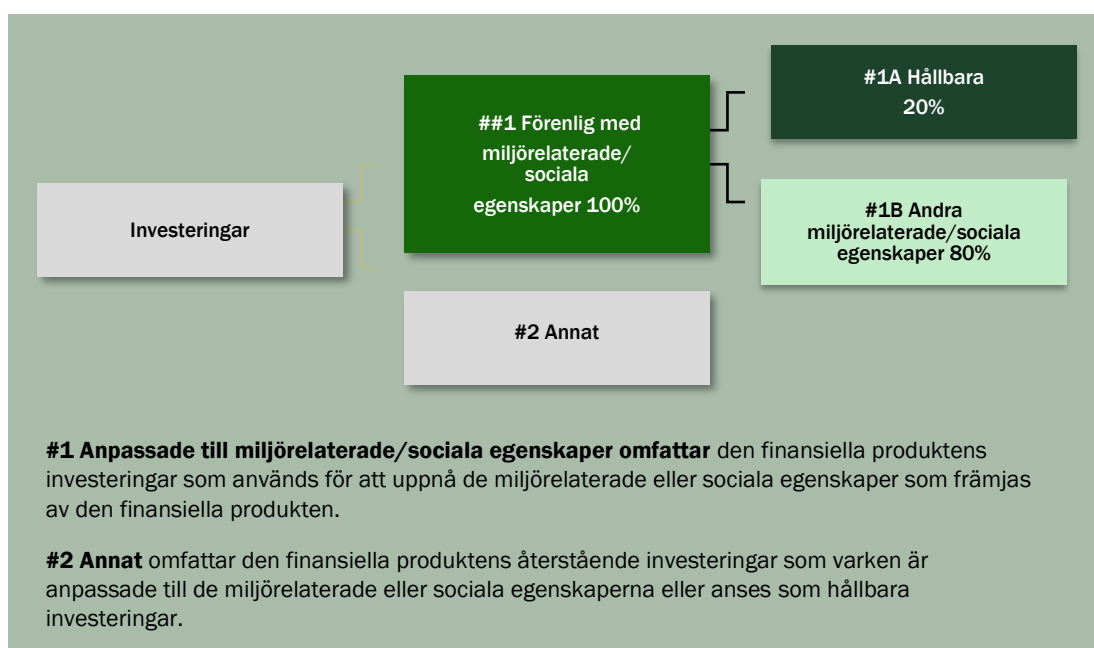 #1A Hållbara
20%
##1 Förenlig med
miljörelaterade/
sociala
egenskaper 100%
Investeringar
#1B Andra
miljörelaterade/sociala
egenskaper 80%
#2 Annat
#1 Anpassade till miljörelaterade/sociala egenskaper omfattar den finansiella produktens
investeringar som används för att uppnå de miljörelaterade eller sociala egenskaper som främjas
av den finansiella produkten.
#2 Annat omfattar den finansiella produktens återstående investeringar som varken är
anpassade till de miljörelaterade eller sociala egenskaperna eller anses som hållbara
investeringar.